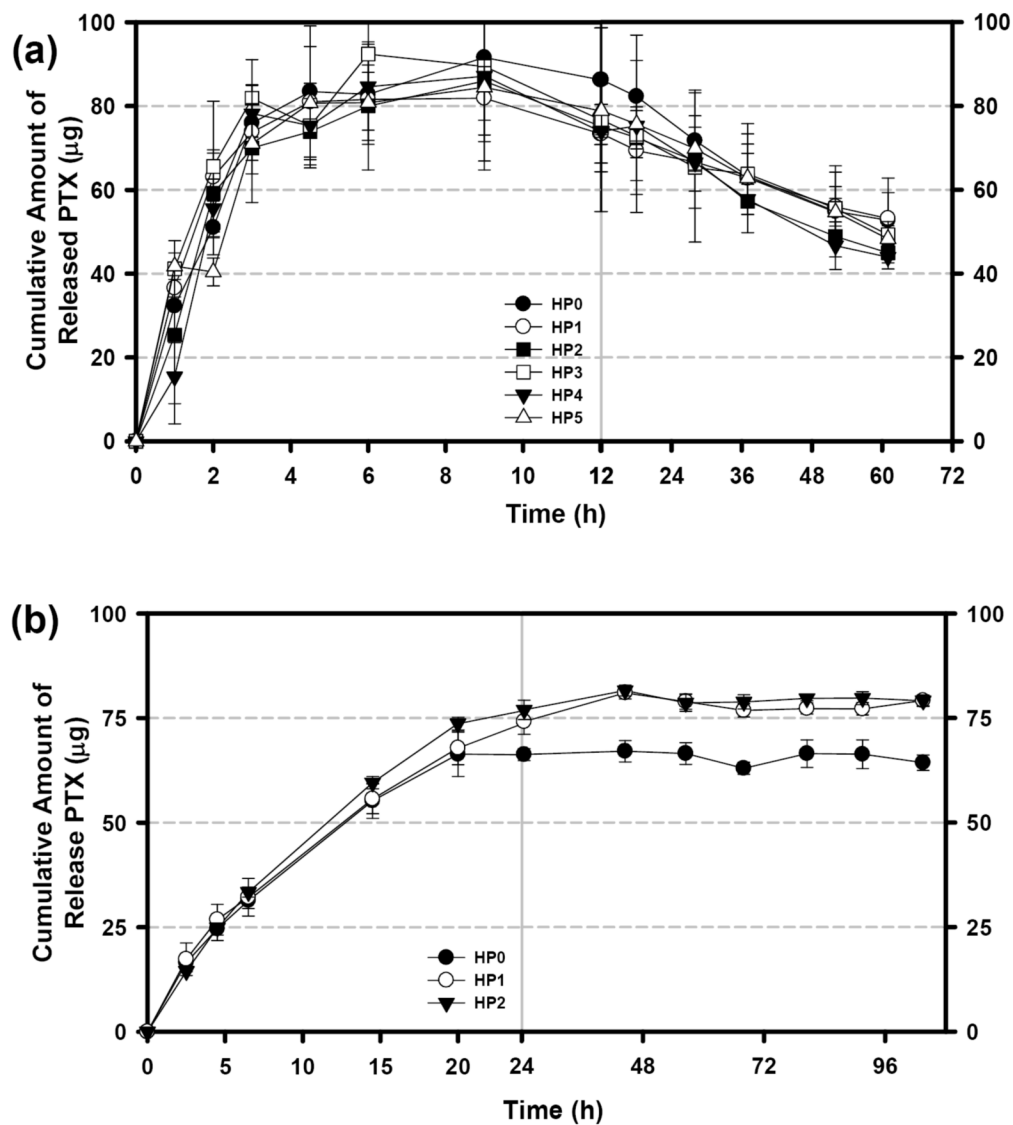 (a)
Cumulative Amount of
Released PTX (μg)
100 100
80 80
60 60
40 40
20 20
0 0
HP0
HP1
HP2
HP3
HP4
HP5
0 2 4 6 8 10 12 24 36 48 60 72
Time (h)
(b)
Cumulative Amount of
Release PTX (μg)
100 100
75 75
50 50
25 25
0 0
HP0
HP1
HP2
0 5 10 15 20 24 48 72 96
Time (h)